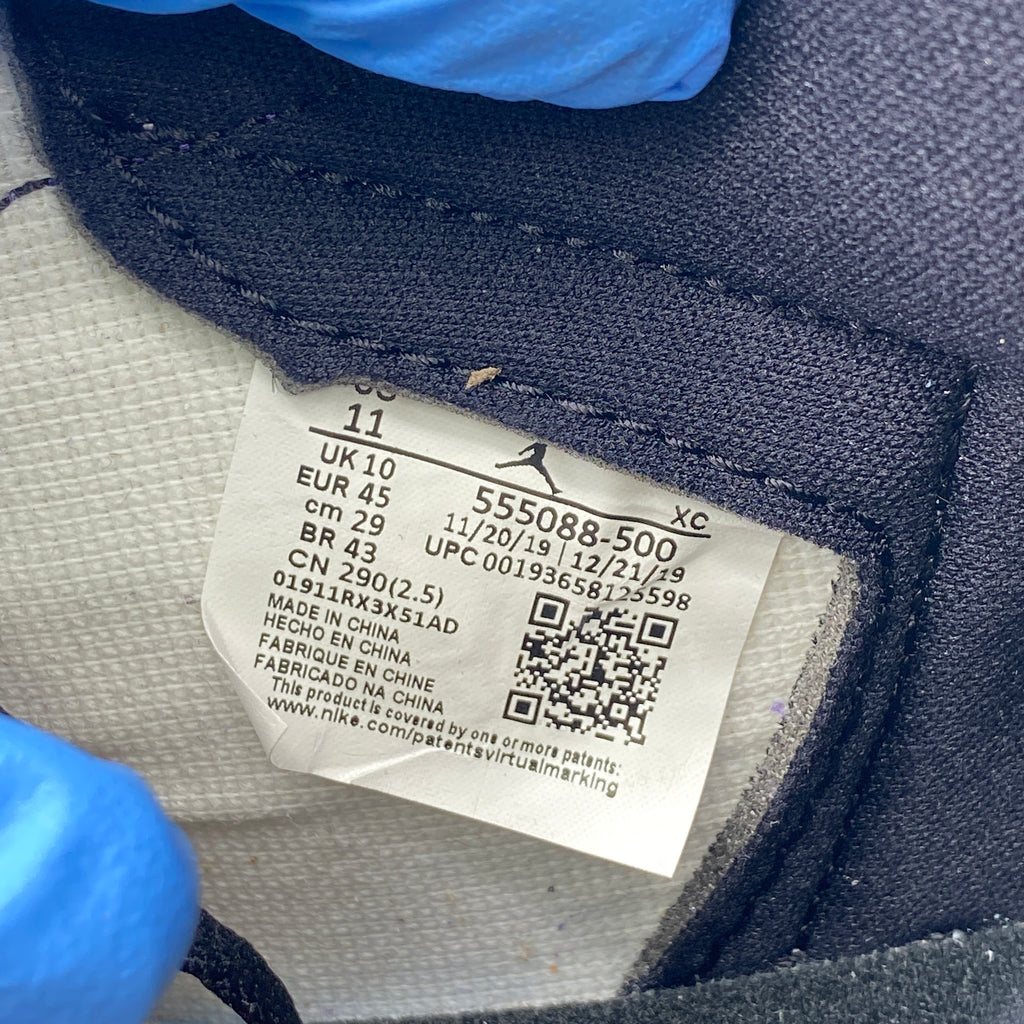 11
UK 10
EUR 45
cm 29
BR 43
CN 290(2.5)
01911RX3X51AD
MADE IN CHINA
HECHO EN CHINA
FABRIQUE EN CHINE
FABRICADO NA CHINA
This product is covered by one or more patents:
www.nike.com/patentsvirtualmarking
XC
555088-500
11/20/19 | 12/21/19
UPC 00193658125598